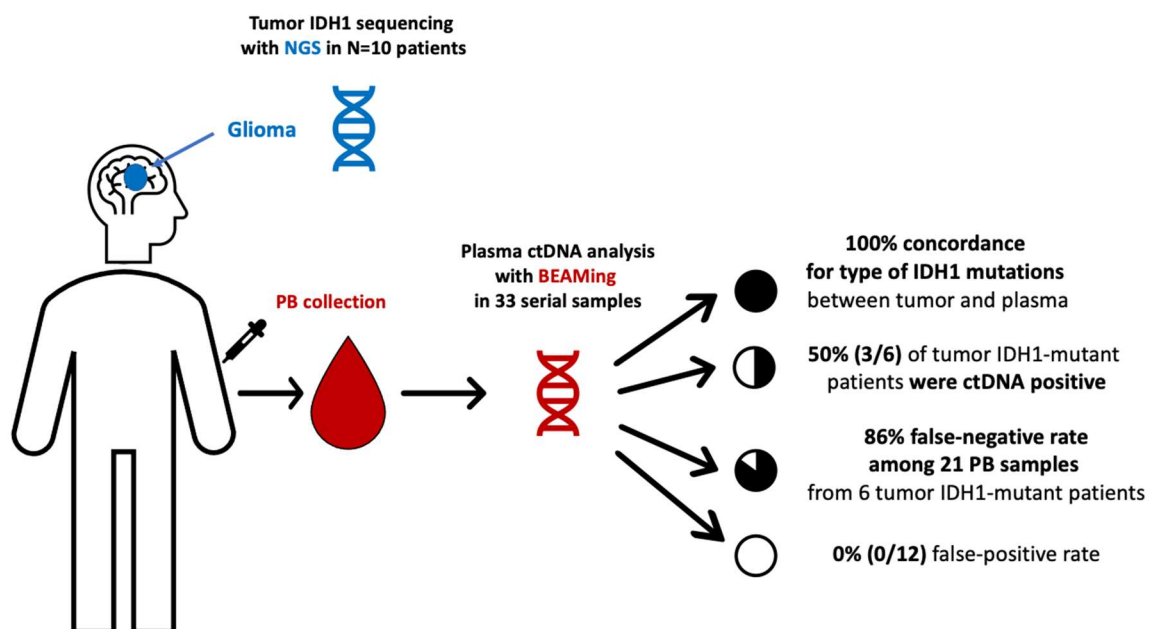 Tumor IDH1 sequencing
with NGS in N=10 patients
Glioma
Plasma ctDNA analysis
with BEAMing
in 33 serial samples
PB collection
100% concordance
for type of IDH1 mutations
between tumor and plasma
50% (3/6) of tumor IDH1-mutant
patients were ctDNA positive
86% false-negative rate
among 21 PB samples
from 6 tumor IDH1-mutant patients
0% (0/12) false-positive rate